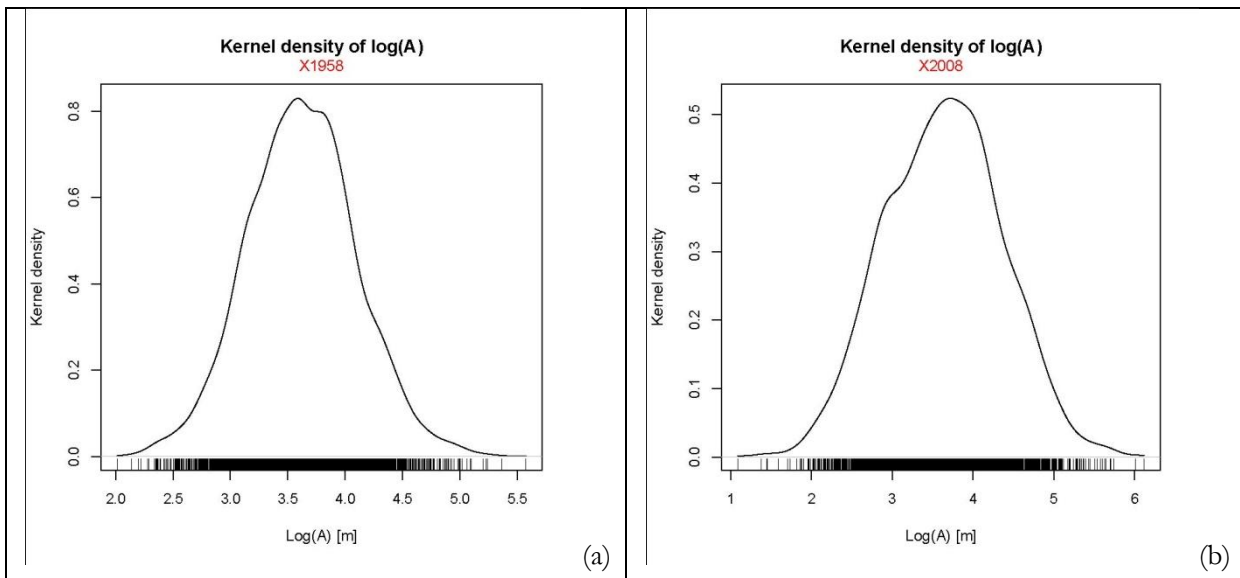 Kernel density of log(A)
X1958
Kernel density
0.0
0.2
0.4
0.6
0.8
2.0 2.5 3.0 3.5 4.0 4.5 5.0 5.5
Log(A) [m]
(a)
Kernel density of log(A)
X2008
Kernel density
0.0
0.1
0.2
0.3
0.4
0.5
1 2 3 4 5 6
Log(A) [m]
(b)